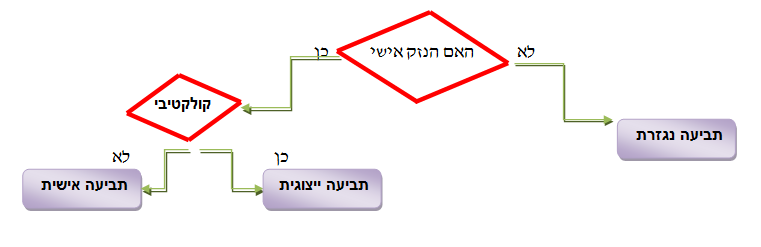 האם הנזק אישי
לא
כן
קולקטיבי
תביעה נגזרת
כן
לא
תביעה ייצוגית
תביעה אישית